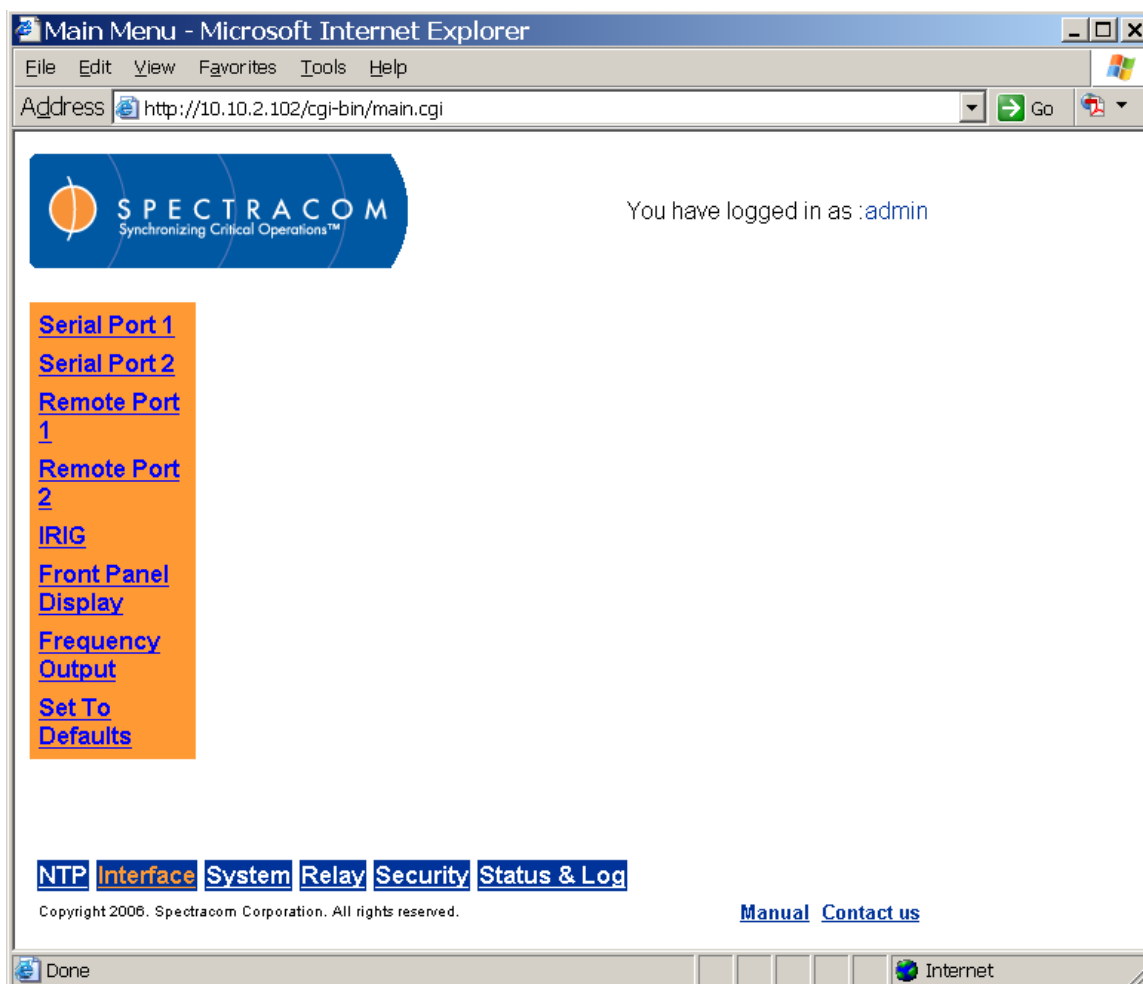 Main Menu - Microsoft Internet Explorer
File Edit View Favorites Tools Help
Address http://10.10.2.102/cgi-bin/main.cgi Go
SPECTRACOM
Synchronizing Critical Operations™
You have logged in as :admin
Serial Port 1
Serial Port 2
Remote Port
1
Remote Port
2
IRIG
Front Panel
Display
Frequency
Output
Set To
Defaults
NTP Interface System Relay Security Status & Log
Copyright 2006. Spectracom Corporation. All rights reserved.
Manual Contact us
Done
Internet